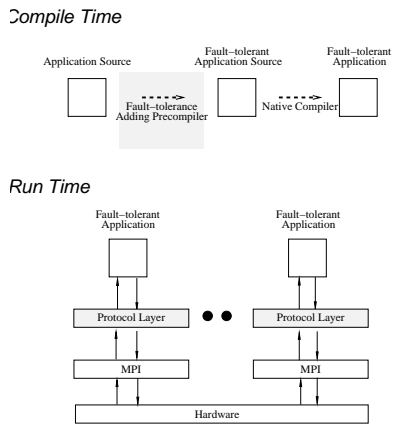 Compile Time
Fault−tolerant
Fault−tolerant
Application Source
Application Source
Application
Fault−tolerance
Adding Precompiler
Native Compiler
Run Time
Fault−tolerant
Application
Fault−tolerant
Application
Protocol Layer
Protocol Layer
MPI
MPI
Hardware